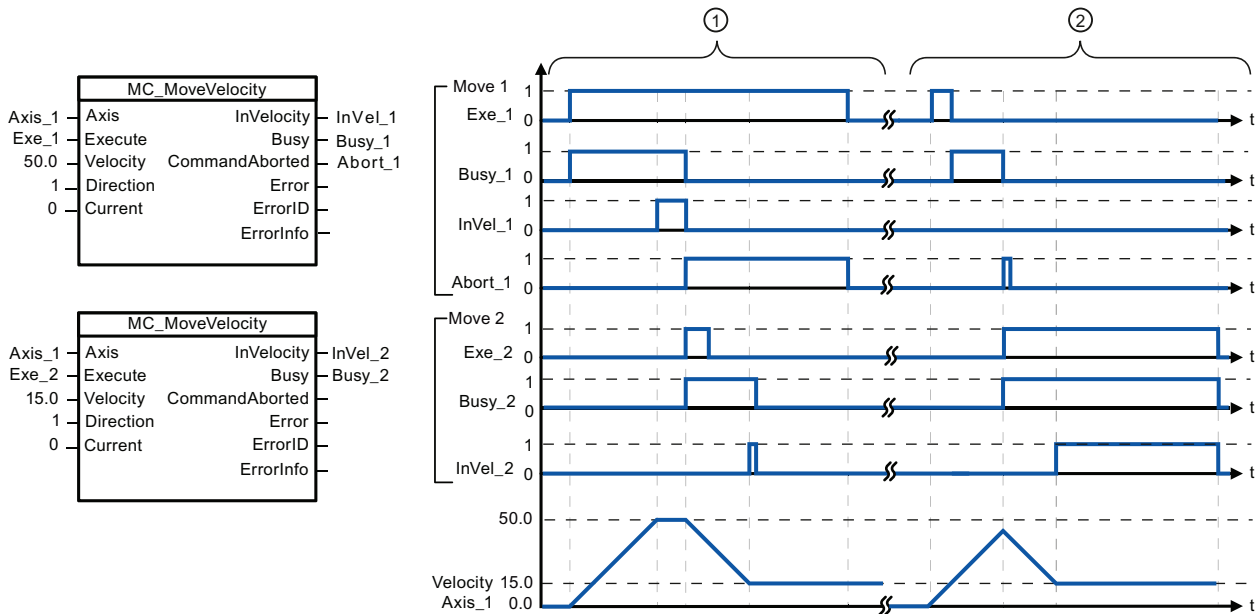 1
2
MC_MoveVelocity
Axis_1 Axis InVelocity InVel_1
Exe_1 Execute Busy Busy_1
50.0 Velocity CommandAborted Abort_1
1 Direction Error
0 Current ErrorID
ErrorInfo
MC_MoveVelocity
Axis_1 Axis InVelocity InVel_2
Exe_2 Execute Busy Busy_2
15.0 Velocity CommandAborted
1 Direction Error
0 Current ErrorID
ErrorInfo
Move 1
Exe_1 1 0 t
Busy_1 1 0 t
InVel_1 1 0 t
Abort_1 1 0 t
Move 2
Exe_2 1 0 t
Busy_2 1 0 t
InVel_2 1 0 t
50.0
Velocity 15.0
Axis_1 0.0 t